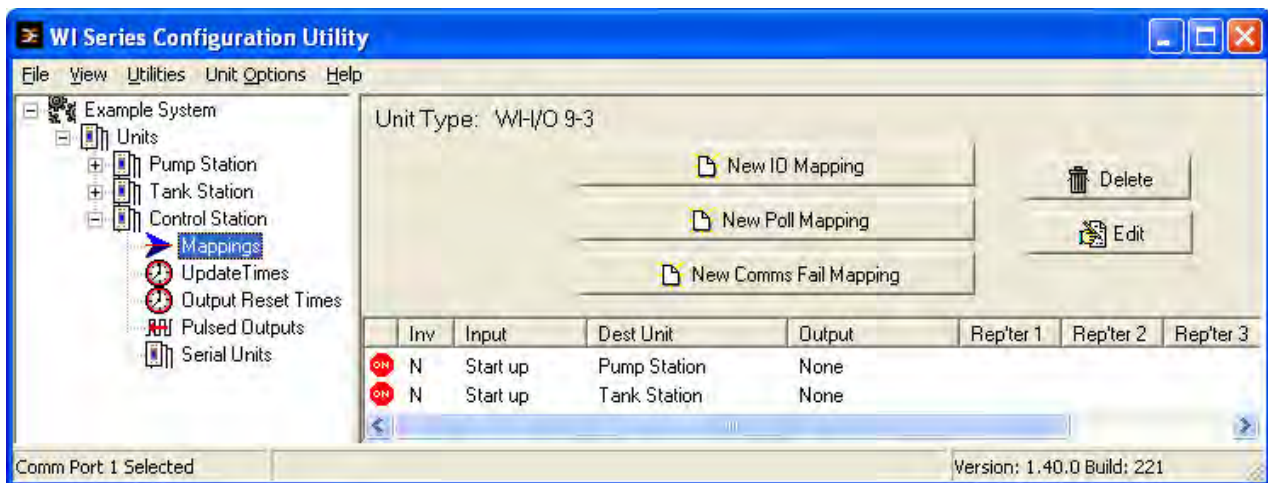 WI Series Configuration Utility
File View Utilities Unit Options Help
Example System
Units
Pump Station
Tank Station
Control Station
Mappings
UpdateTimes
Output Reset Times
Pulsed Outputs
Serial Units
Unit Type: WI-I/O 9-3
New IO Mapping
New Poll Mapping
New Comms Fail Mapping
Delete
Edit
Inv Input Dest Unit Output Rep'ter 1 Rep'ter 2 Rep'ter 3
ON N Start up Pump Station None
ON N Start up Tank Station None
Comm Port 1 Selected
Version: 1.40.0 Build: 221